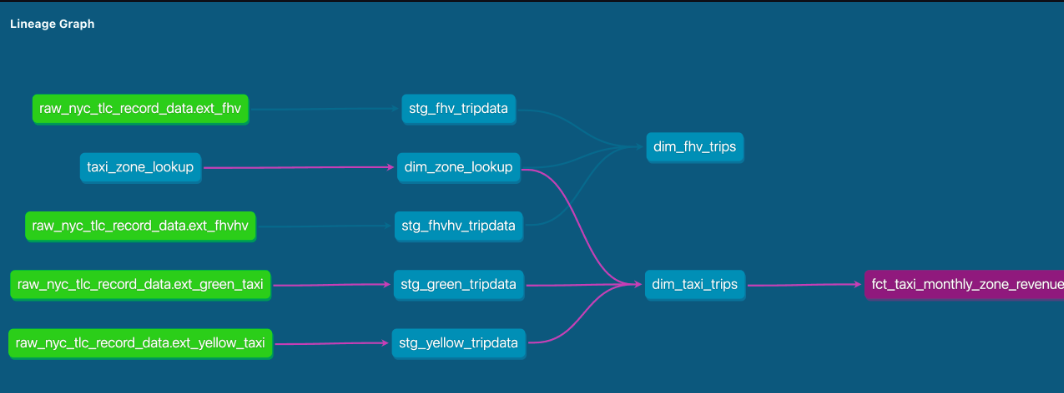 Lineage Graph
raw_nyc_tlc_record_data.ext_fhv
stg_fhv_tripdata
dim_fhv_trips
taxi_zone_lookup
dim_zone_lookup
raw_nyc_tlc_record_data.ext_fhvhv
stg_fhvhv_tripdata
raw_nyc_tlc_record_data.ext_green_taxi
stg_green_tripdata
dim_taxi_trips
fct_taxi_monthly_zone_revenue
raw_nyc_tlc_record_data.ext_yellow_taxi
stg_yellow_tripdata